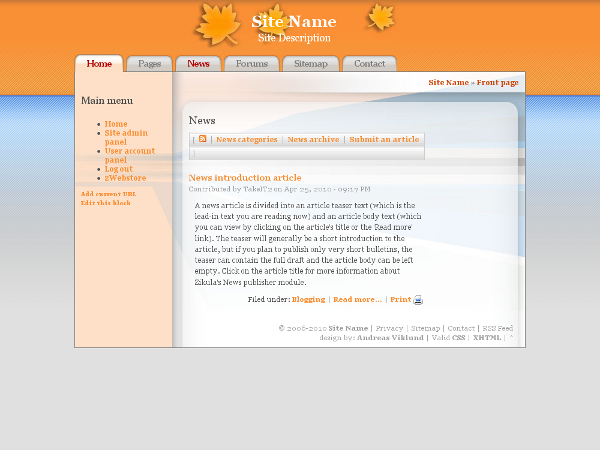 Site Name
Site Description
Home Pages News Forums Sitemap Contact
Site Name » Front page
Main menu
Home
Site admin
panel
User account
panel
Log out
zWebstore
Add current URL
Edit this block
News
| | News categories | News archive | Submit an article
News introduction article
Contributed by TakeIT2 on Apr 25, 2010 - 09:17 PM
A news article is divided into an article teaser text (which is the
lead-in text you are reading now) and an article body text (which
you can view by clicking on the article's title or the 'Read more'
link). The teaser will generally be a short introduction to the
article, but if you plan to publish only very short bulletins, the
teaser can contain the full draft and the article body can be left
empty. Click on the article title for more information about
Zikula's News publisher module.
Filed under: Blogging | Read more... | Print
© 2006-2010 Site Name | Privacy | Sitemap | Contact | RSS Feed
design by: Andreas Viklund | Valid CSS | XHTML | ^